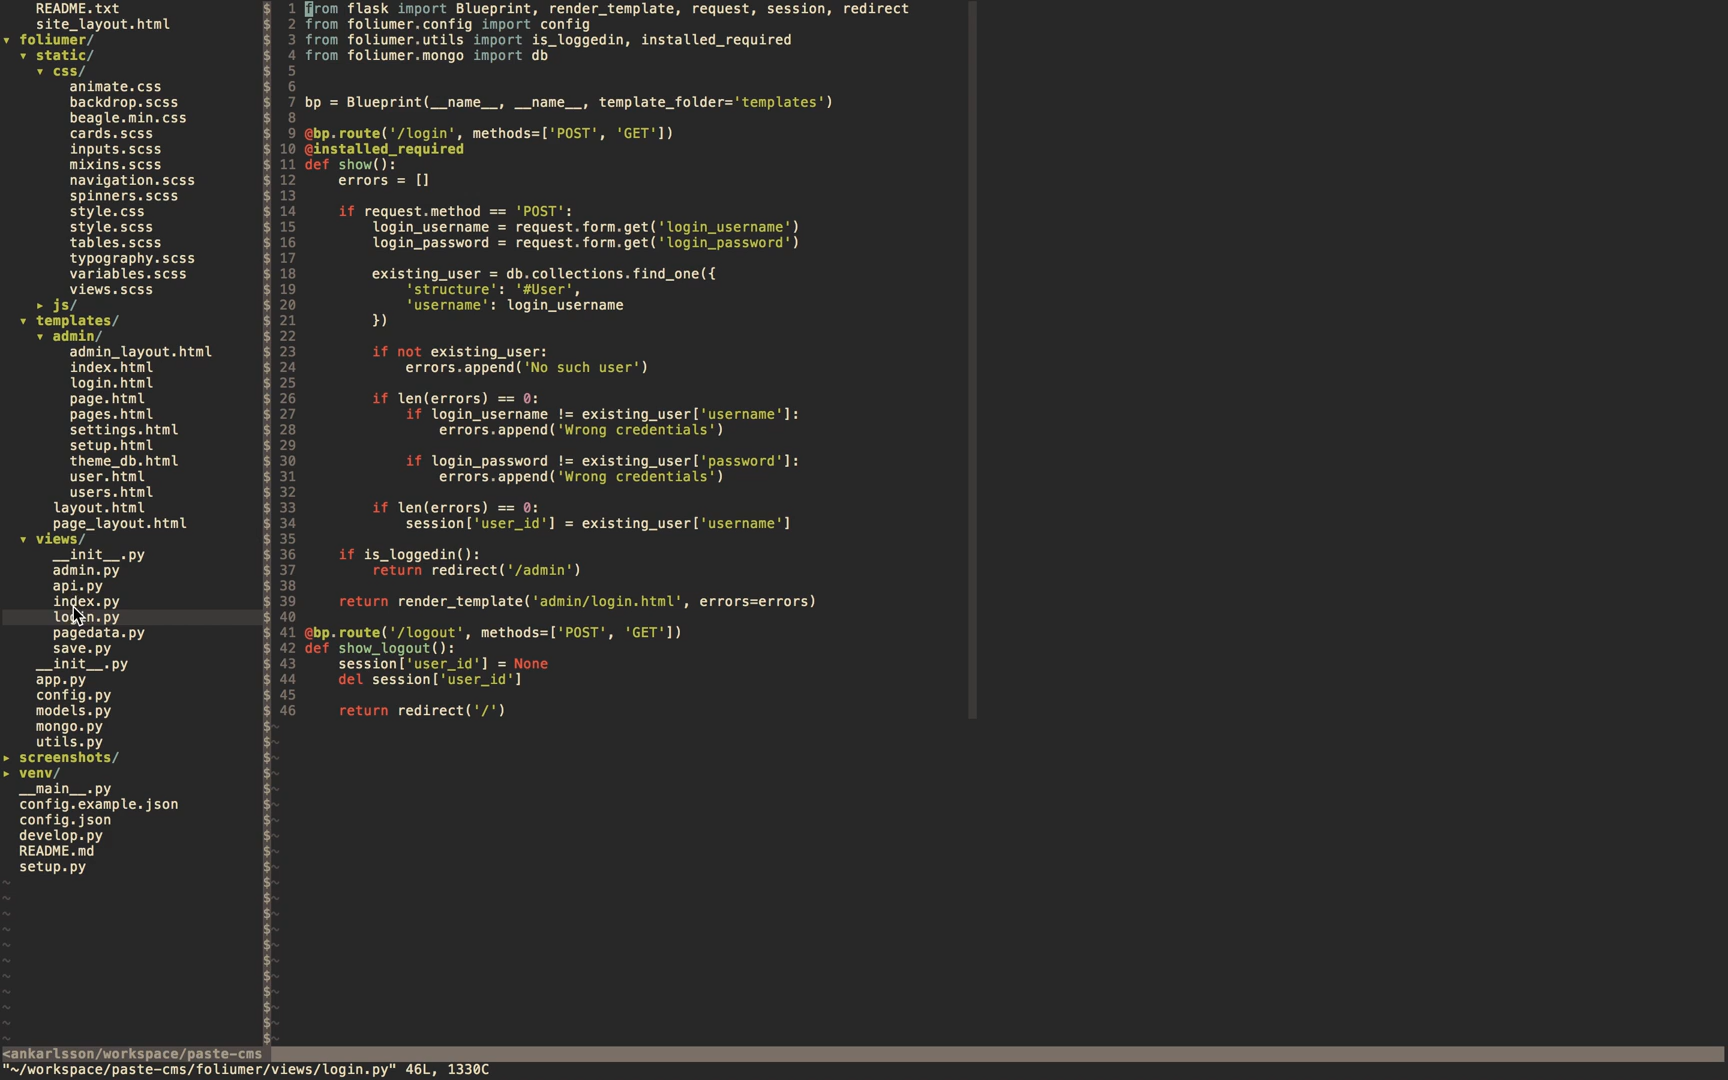 README.txt
site_layout.html
▾ foliumer/
▾ static/
▾ css/
animate.css
backdrop.scss
beagle.min.css
cards.scss
inputs.scss
mixins.scss
navigation.scss
spinners.scss
style.css
style.scss
tables.scss
typography.scss
variables.scss
views.scss
▸ js/
▾ templates/
▾ admin/
admin_layout.html
index.html
login.html
page.html
pages.html
settings.html
setup.html
theme_db.html
user.html
users.html
layout.html
page_layout.html
▾ views/
__init__.py
admin.py
api.py
index.py
login.py
pagedata.py
save.py
__init__.py
app.py
config.py
models.py
mongo.py
utils.py
▸ screenshots/
▸ venv/
__main__.py
config.example.json
config.json
develop.py
README.md
setup.py
<ankarlsson/workspace/paste-cms
1 from flask import Blueprint, render_template, request, session, redirect
2 from foliumer.config import config
3 from foliumer.utils import is_loggedin, installed_required
4 from foliumer.mongo import db
5
6
7 bp = Blueprint(__name__, __name__, template_folder='templates')
8
9 @bp.route('/login', methods=['POST', 'GET'])
10 @installed_required
11 def show():
12     errors = []
13
14     if request.method == 'POST':
15         login_username = request.form.get('login_username')
16         login_password = request.form.get('login_password')
17
18         existing_user = db.collections.find_one({
19             'structure': '#User',
20             'username': login_username
21         })
22
23         if not existing_user:
24             errors.append('No such user')
25
26         if len(errors) == 0:
27             if login_username != existing_user['username']:
28                 errors.append('Wrong credentials')
29
30             if login_password != existing_user['password']:
31                 errors.append('Wrong credentials')
32
33         if len(errors) == 0:
34             session['user_id'] = existing_user['username']
35
36     if is_loggedin():
37         return redirect('/admin')
38
39     return render_template('admin/login.html', errors=errors)
40
41 @bp.route('/logout', methods=['POST', 'GET'])
42 def show_logout():
43     session['user_id'] = None
44     del session['user_id']
45
46     return redirect('/')
"~/workspace/paste-cms/foliumer/views/login.py" 46L, 1330C